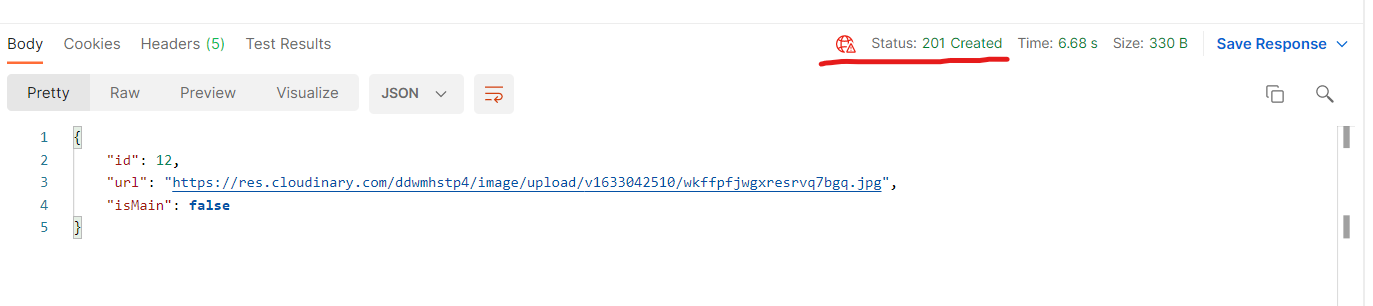 Body Cookies Headers (5) Test Results Status: 201 Created Time: 6.68 s Size: 330 B Save Response
Pretty Raw Preview Visualize JSON
1 {
2 "id": 12,
3 "url": "https://res.cloudinary.com/ddwmhstp4/image/upload/v1633042510/wkffpfjwgxresrvq7bgq.jpg",
4 "isMain": false
5 }